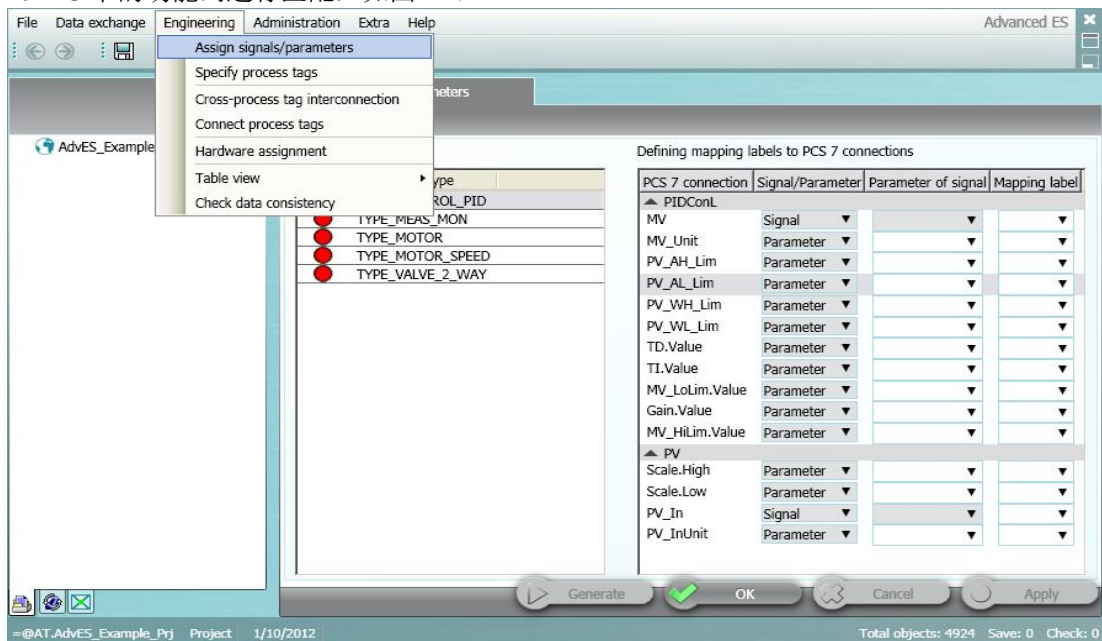 File Data exchange Engineering Administration Extra Help Advanced ES
Assign signals/parameters
Specify process tags
Cross-process tag interconnection
Connect process tags
Hardware assignment
Table view
Check data consistency
AdvES_Example
Defining mapping labels to PCS 7 connections
PCS 7 connection Signal/Parameter Parameter of signal Mapping label
PIDConL
TYPE_MEAS_MON
TYPE_MOTOR
TYPE_MOTOR_SPEED
TYPE_VALVE_2_WAY
MV Signal
MV_Unit Parameter
PV_AH_Lim Parameter
PV_AL_Lim Parameter
PV_WH_Lim Parameter
PV_WL_Lim Parameter
TD.Value Parameter
TI.Value Parameter
MV_LoLim.Value Parameter
Gain.Value Parameter
MV_HiLim.Value Parameter
PV
Scale.High Parameter
Scale.Low Parameter
PV_In Signal
PV_InUnit Parameter
Generate OK Cancel Apply
=@AT.AdvES_Example_Prj Project 1/10/2012 Total objects: 4924 Save: 0 Check: 0